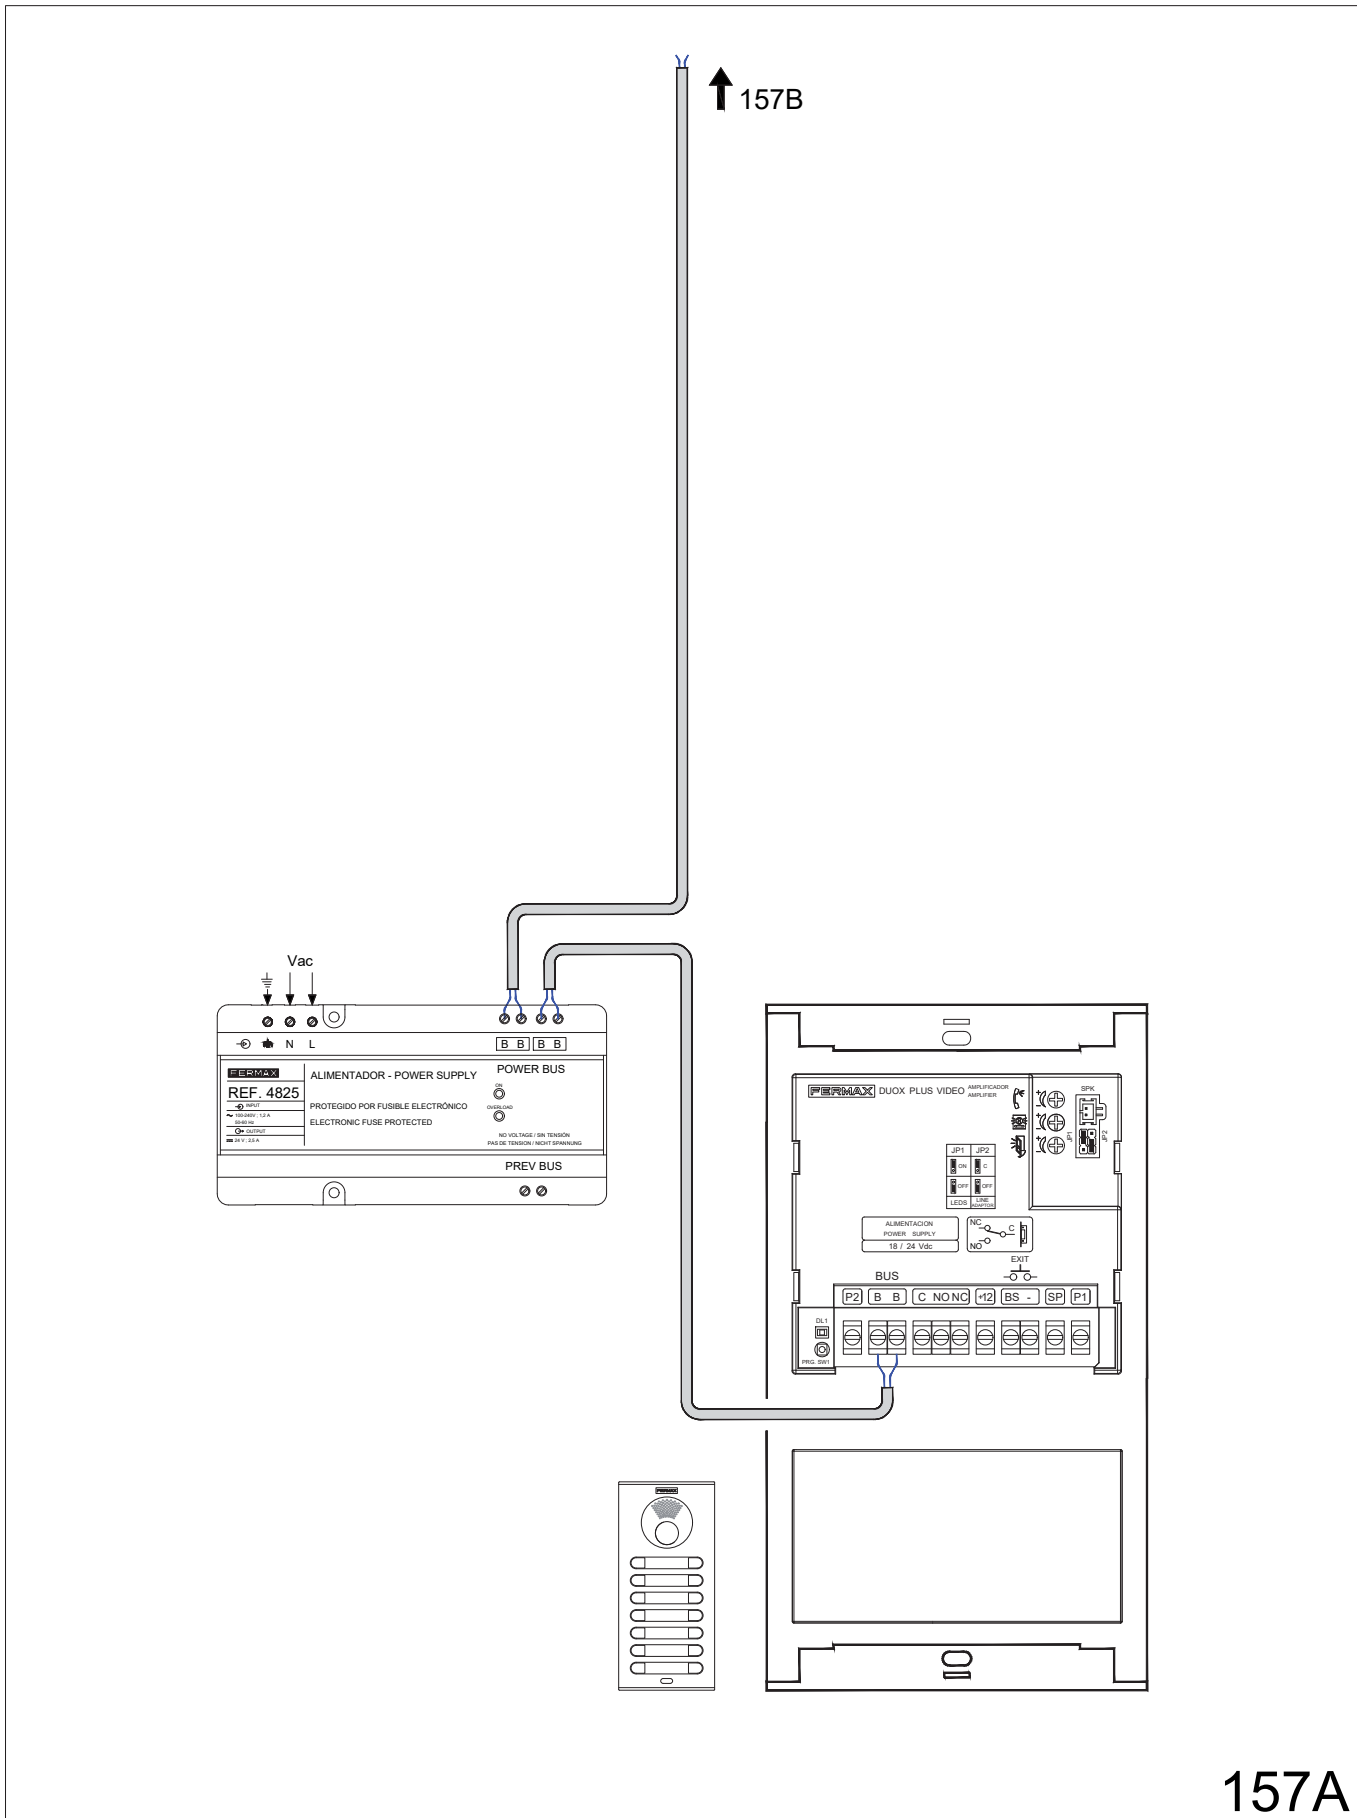 157B
Vac
N L
B B B B
FERMAX
REF. 4825
INPUT
100-240V ; 1,2 A
50-60 Hz
OUTPUT
24 V ; 2,5 A
ALIMENTADOR - POWER SUPPLY
PROTEGIDO POR FUSIBLE ELECTRÓNICO
ELECTRONIC FUSE PROTECTED
POWER BUS
ON
OVERLOAD
NO VOLTAGE / SIN TENSIÓN
PAS DE TENSION / NICHT SPANNUNG
PREV BUS
FERMAX DUOX PLUS VIDEO AMPLIFICADOR
AMPLIFIER
SPK
JP1 JP2
JP1 JP2
ON C
OFF OFF
LEDS LINE
ADAPTOR
ALIMENTACION
POWER SUPPLY
18 / 24 Vdc
NC C
NO
EXIT
BUS
P2 B B C NO NC +12 BS - SP P1
DL1
PRG. SW1
FERMAX
157A